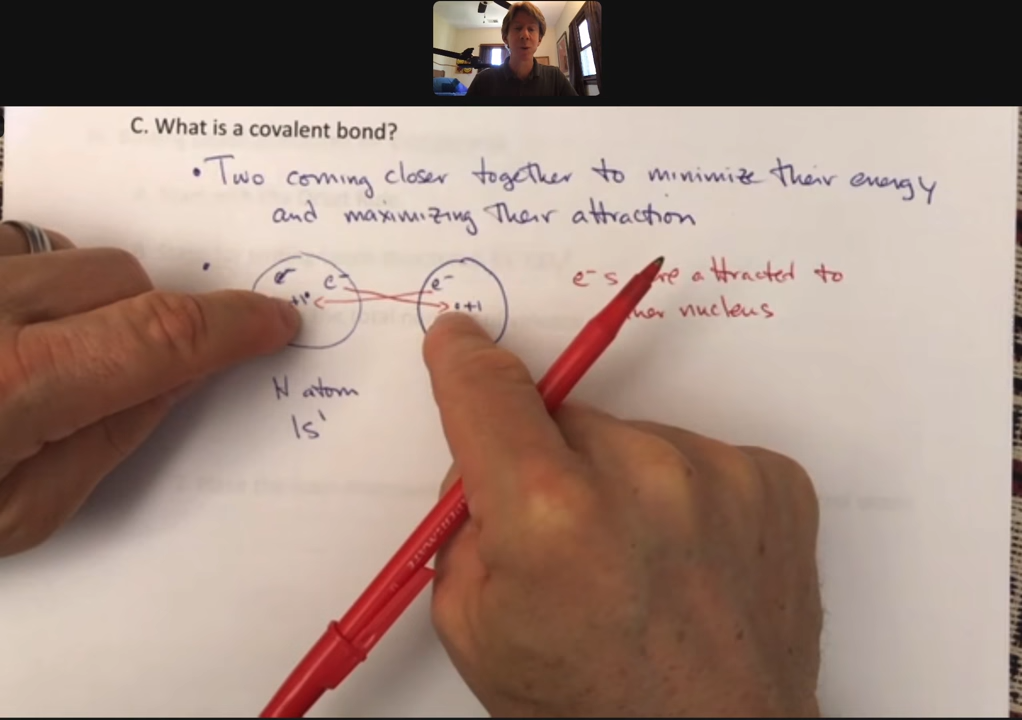 C. What is a covalent bond?
• Two coming closer together to minimize their energy
and maximizing their attraction
• e⁻ e⁻ e⁻ e⁻s are attracted to
+1 • • +1 nucleus
H atom
1s¹